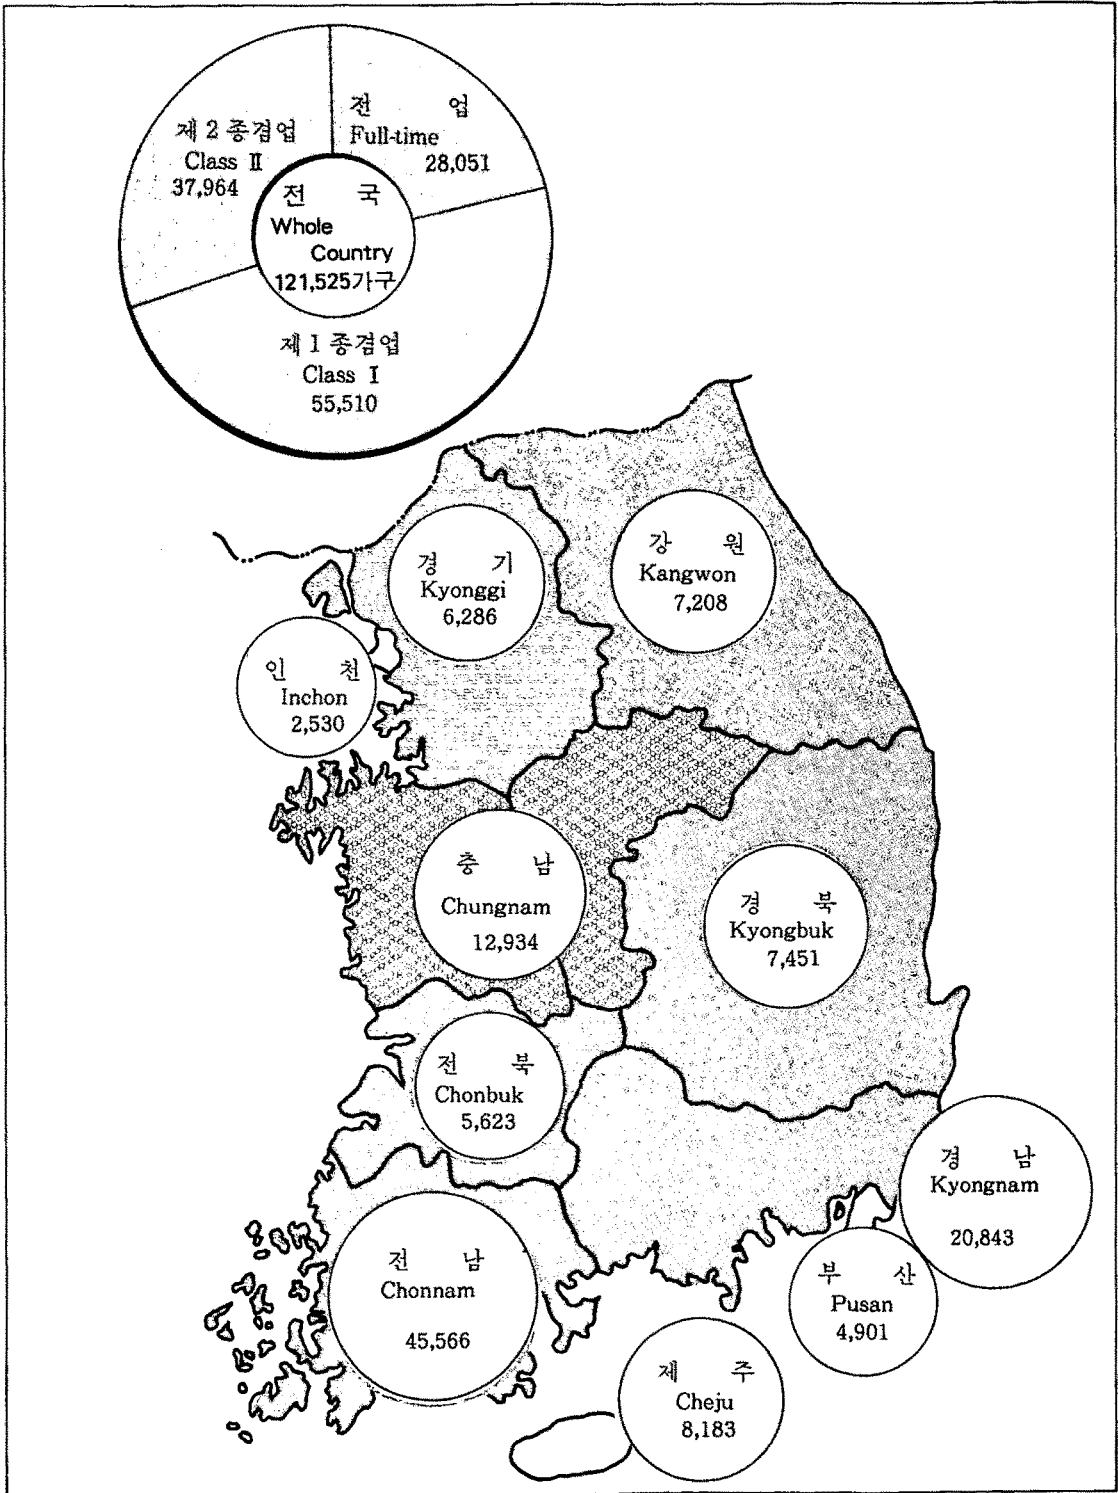 전 업
Full-time
28,051
제 2 종겸업
Class Ⅱ
37,964
전 국
Whole
Country
121,525가구
제 1 종겸업
Class Ⅰ
55,510
경 기
Kyonggi
6,286
강 원
Kangwon
7,208
인 천
Inchon
2,530
충 남
Chungnam
12,934
경 북
Kyongbuk
7,451
전 북
Chonbuk
5,623
경 남
Kyongnam
20,843
전 남
Chonnam
45,566
부 산
Pusan
4,901
제 주
Cheju
8,183